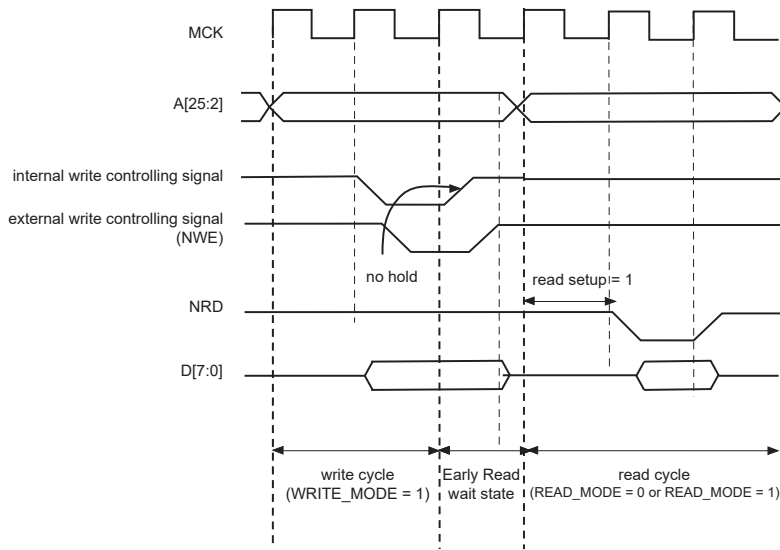 MCK
A[25:2]
internal write controlling signal
external write controlling signal
(NWE)
no hold
read setup = 1
NRD
D[7:0]
write cycle
(WRITE_MODE = 1)
Early Read
wait state
read cycle
(READ_MODE = 0 or READ_MODE = 1)